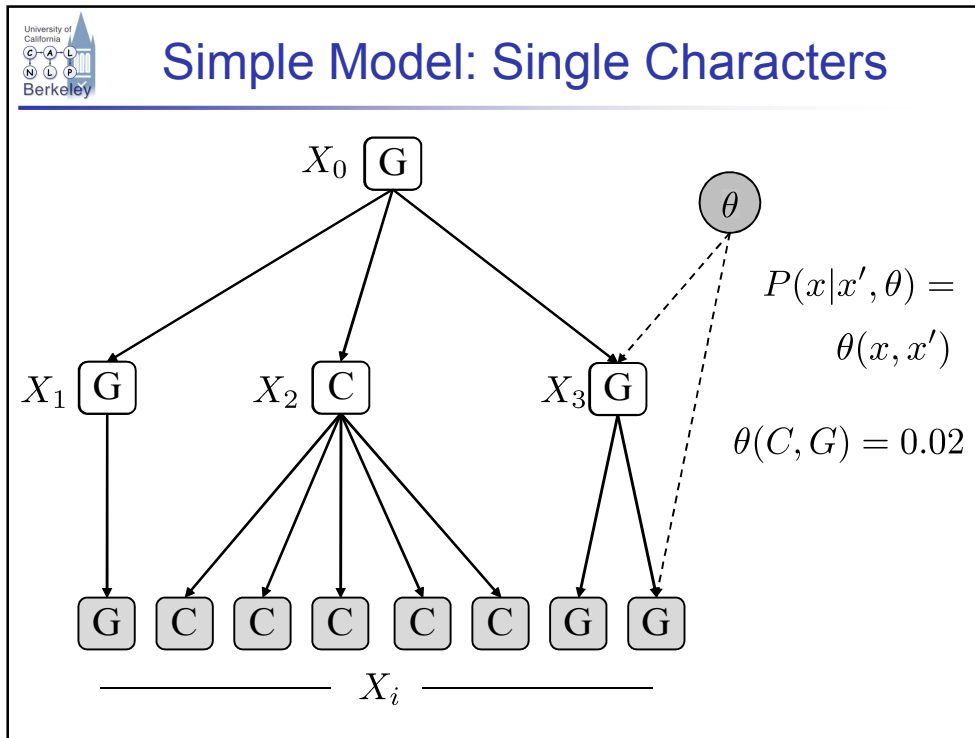 University of
California
C A L
N L P
Berkeley
Simple Model: Single Characters
X₀ G
θ
P(x|x′, θ) =
θ(x, x′)
X₁ G X₂ C X₃ G
θ(C, G) = 0.02
G C C C C C G G
Xᵢ